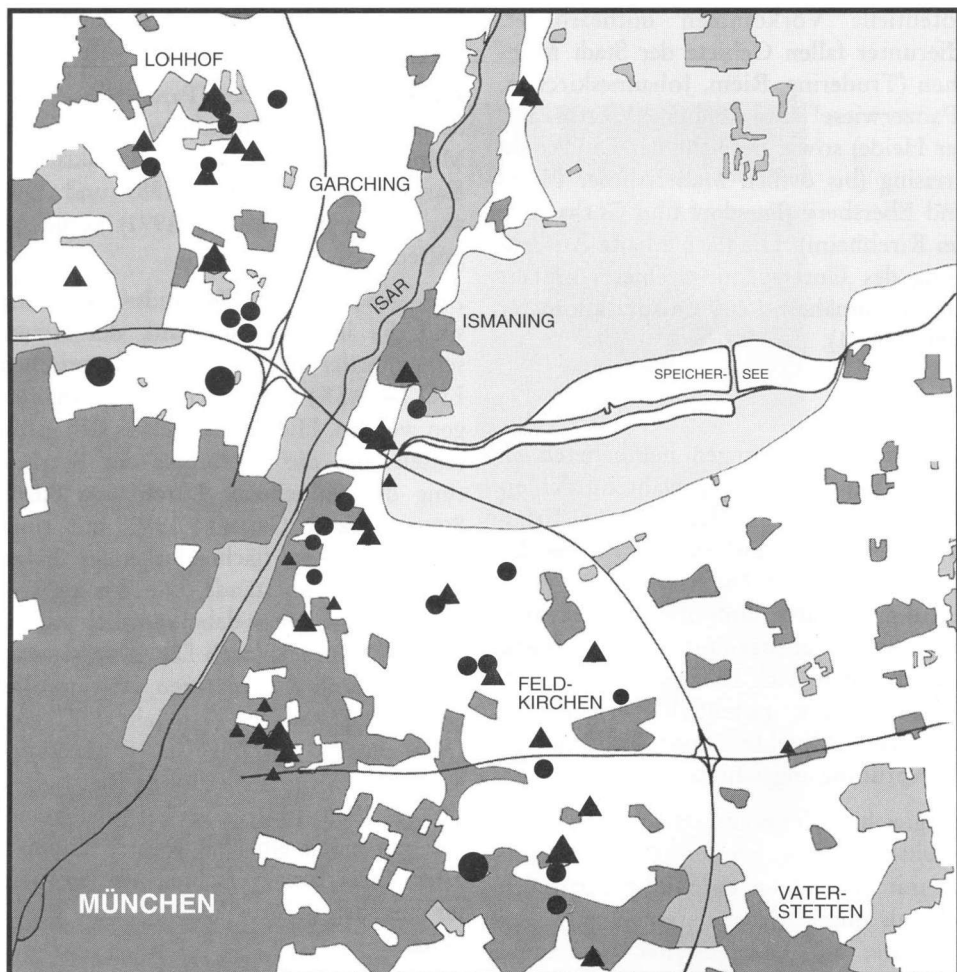 LOHHOF
GARCHING
ISAR
ISMANING
SPEICHER-
SEE
FELD-
KIRCHEN
MÜNCHEN
VATER-
STETTEN